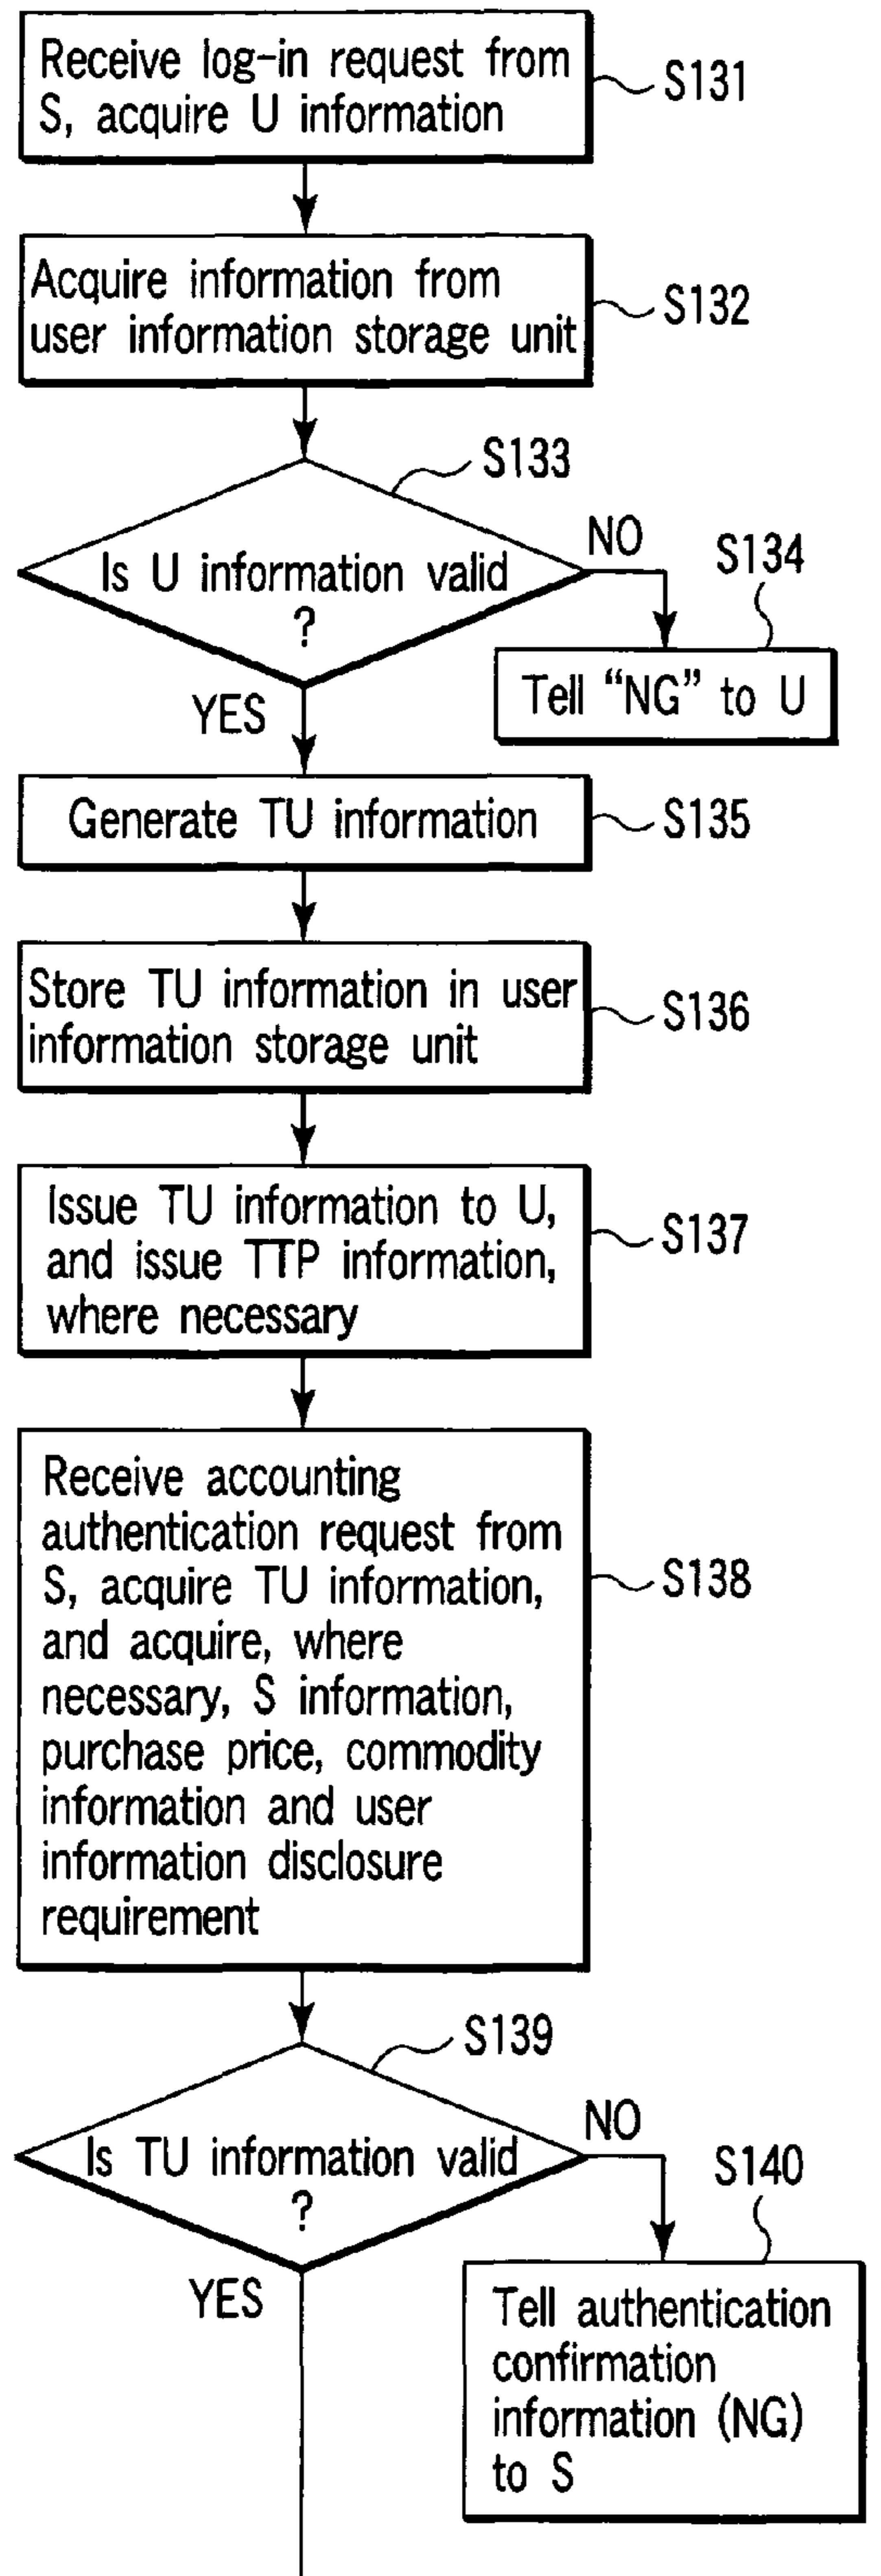 Receive log-in request from
S, acquire U information
S131
Acquire information from
user information storage unit
S132
S133
Is U information valid
?
NO
S134
Tell “NG” to U
YES
Generate TU information
S135
Store TU information in user
information storage unit
S136
Issue TU information to U,
and issue TTP information,
where necessary
S137
Receive accounting
authentication request from
S, acquire TU information,
and acquire, where
necessary, S information,
purchase price, commodity
information and user
information disclosure
requirement
S138
S139
Is TU information valid
?
NO
S140
YES
Tell authentication
confirmation
information (NG)
to S